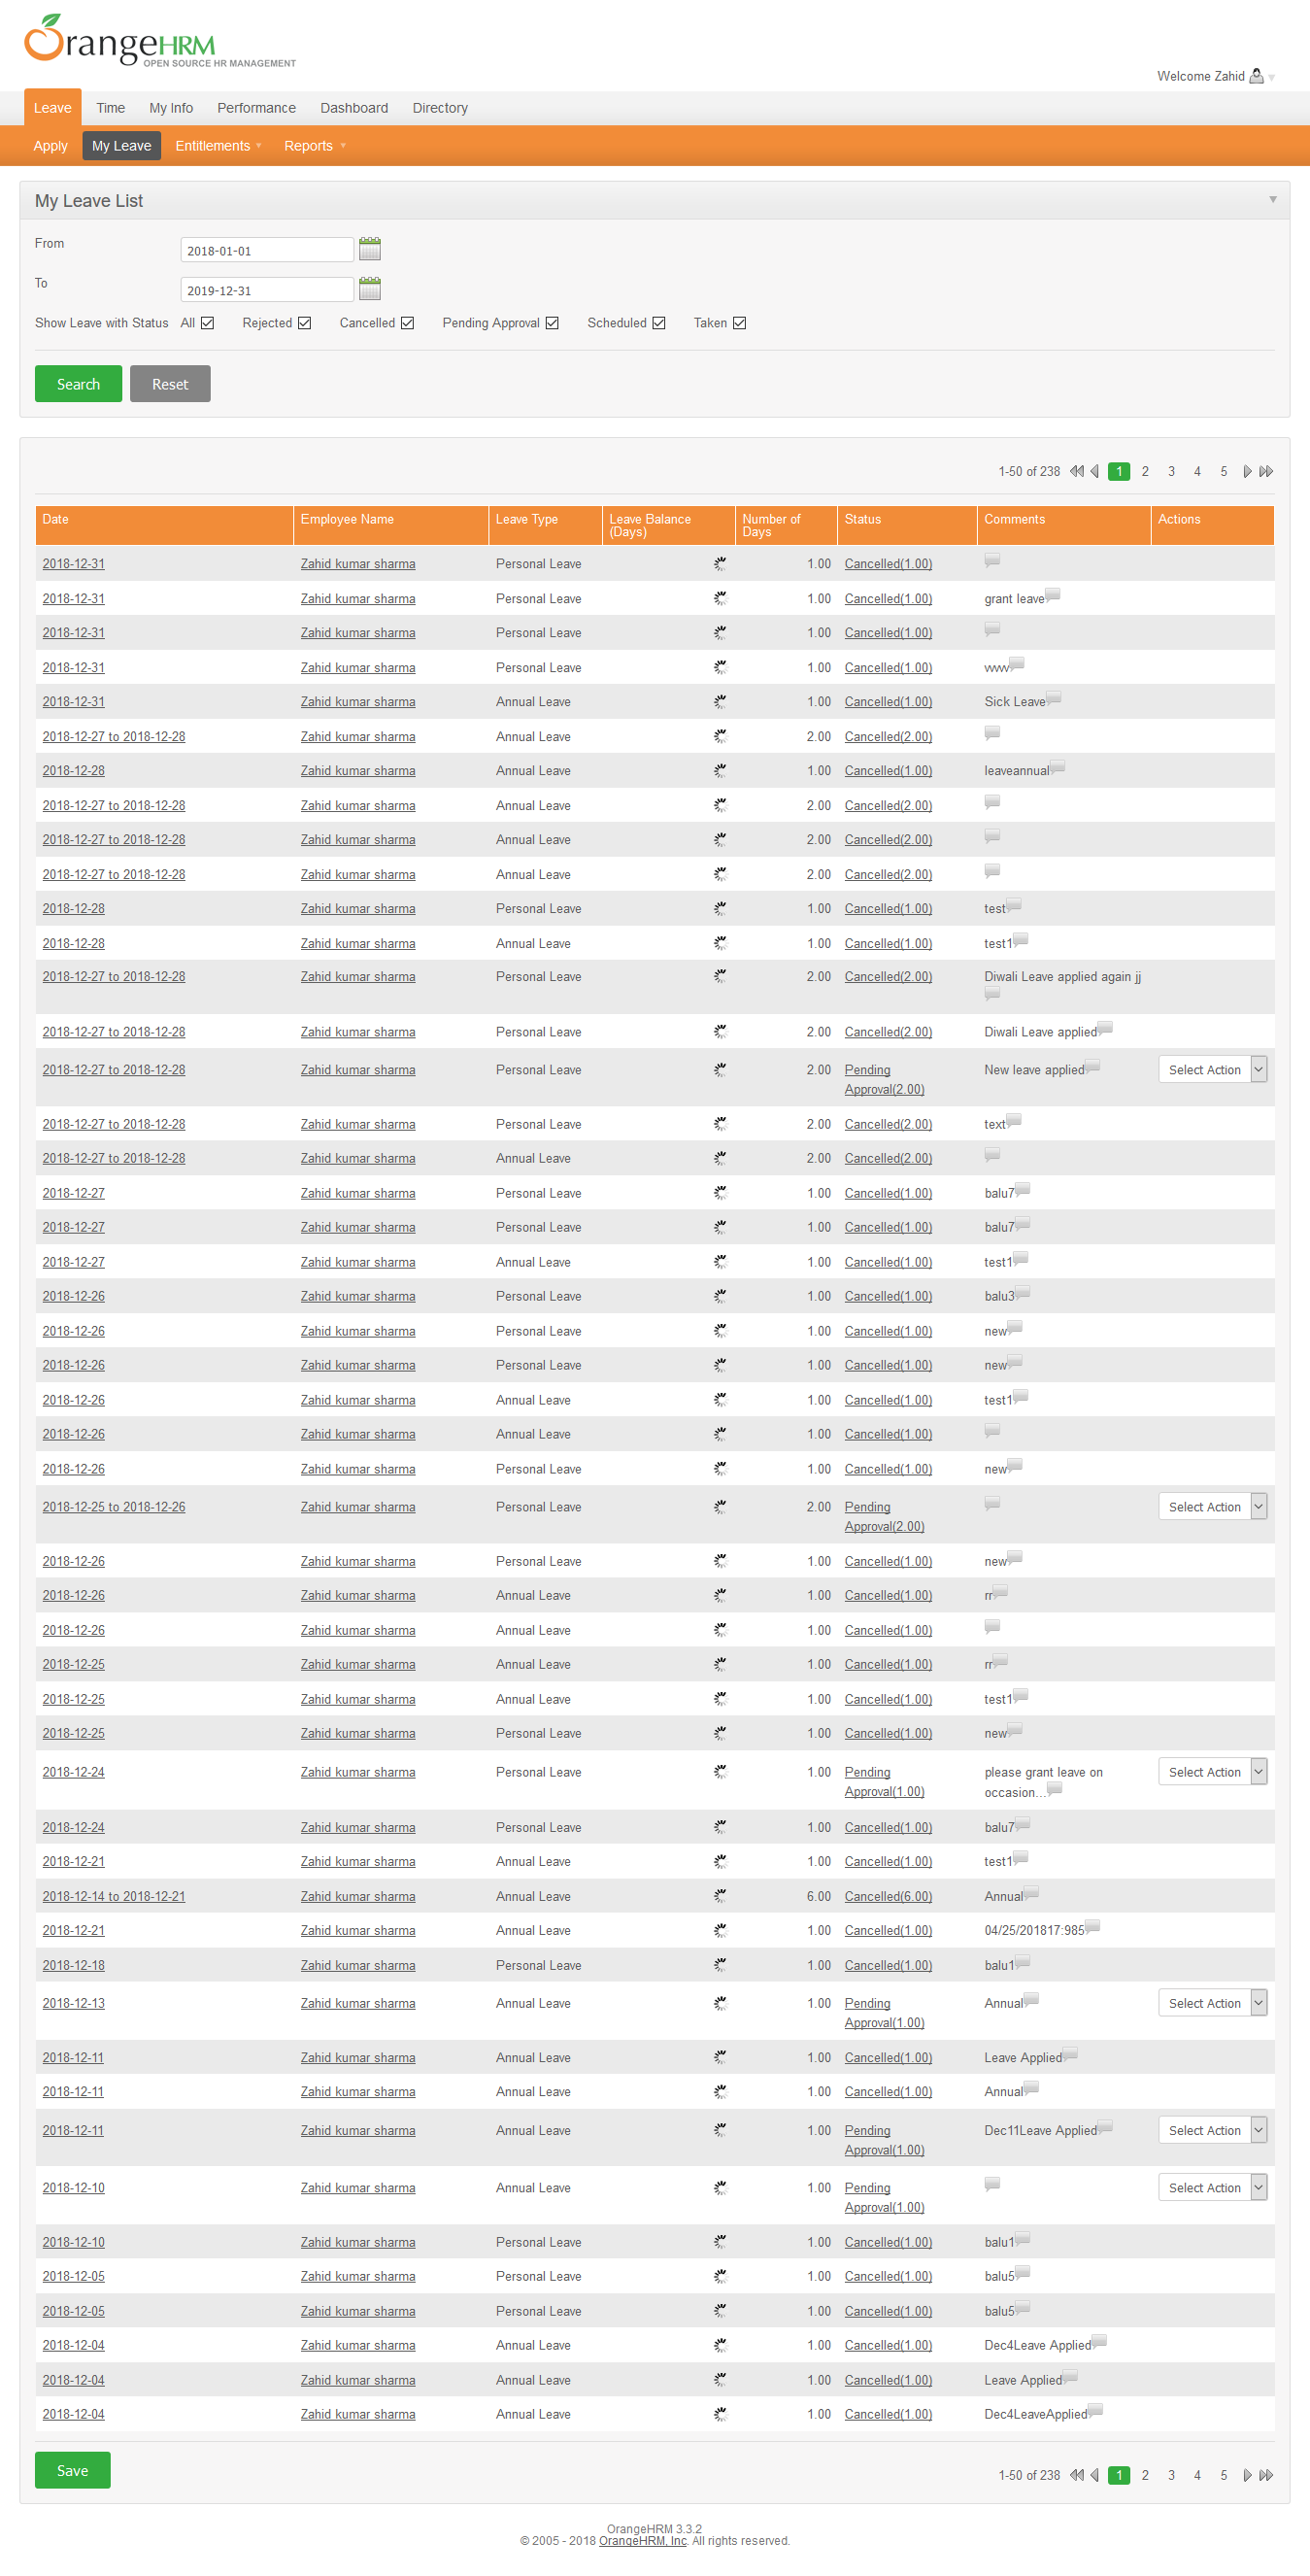 OrangeHRM
OPEN SOURCE HR MANAGEMENT
Welcome Zahid
Leave Time My Info Performance Dashboard Directory
Apply My Leave Entitlements Reports
My Leave List
From 2018-01-01
To 2019-12-31
Show Leave with Status All Rejected Cancelled Pending Approval Scheduled Taken
Search Reset
1-50 of 238 1 2 3 4 5
Date Employee Name Leave Type Leave Balance (Days) Number of Days Status Comments Actions
2018-12-31 Zahid kumar sharma Personal Leave 1.00 Cancelled(1.00)
2018-12-31 Zahid kumar sharma Personal Leave 1.00 Cancelled(1.00) grant leave
2018-12-31 Zahid kumar sharma Personal Leave 1.00 Cancelled(1.00)
2018-12-31 Zahid kumar sharma Personal Leave 1.00 Cancelled(1.00)
2018-12-31 Zahid kumar sharma Annual Leave 1.00 Cancelled(1.00) Sick Leave
2018-12-27 to 2018-12-28 Zahid kumar sharma Annual Leave 2.00 Cancelled(2.00)
2018-12-28 Zahid kumar sharma Annual Leave 1.00 Cancelled(1.00) leaveannual
2018-12-27 to 2018-12-28 Zahid kumar sharma Annual Leave 2.00 Cancelled(2.00)
2018-12-27 to 2018-12-28 Zahid kumar sharma Annual Leave 2.00 Cancelled(2.00)
2018-12-27 to 2018-12-28 Zahid kumar sharma Annual Leave 2.00 Cancelled(2.00)
2018-12-28 Zahid kumar sharma Personal Leave 1.00 Cancelled(1.00) test
2018-12-28 Zahid kumar sharma Annual Leave 1.00 Cancelled(1.00) test1
2018-12-27 to 2018-12-28 Zahid kumar sharma Personal Leave 2.00 Cancelled(2.00) Diwali Leave applied again jj
2018-12-27 to 2018-12-28 Zahid kumar sharma Personal Leave 2.00 Cancelled(2.00) Diwali Leave applied
2018-12-27 to 2018-12-28 Zahid kumar sharma Personal Leave 2.00 Pending Approval(2.00) New leave applied Select Action
2018-12-27 to 2018-12-28 Zahid kumar sharma Personal Leave 2.00 Cancelled(2.00) text
2018-12-27 to 2018-12-28 Zahid kumar sharma Annual Leave 2.00 Cancelled(2.00)
2018-12-27 Zahid kumar sharma Personal Leave 1.00 Cancelled(1.00) balu7
2018-12-27 Zahid kumar sharma Personal Leave 1.00 Cancelled(1.00) balu7
2018-12-27 Zahid kumar sharma Annual Leave 1.00 Cancelled(1.00) test1
2018-12-26 Zahid kumar sharma Personal Leave 1.00 Cancelled(1.00) balu3
2018-12-26 Zahid kumar sharma Personal Leave 1.00 Cancelled(1.00) new
2018-12-26 Zahid kumar sharma Personal Leave 1.00 Cancelled(1.00) new
2018-12-26 Zahid kumar sharma Annual Leave 1.00 Cancelled(1.00) test1
2018-12-26 Zahid kumar sharma Annual Leave 1.00 Cancelled(1.00)
2018-12-26 Zahid kumar sharma Personal Leave 1.00 Cancelled(1.00) new
2018-12-25 to 2018-12-26 Zahid kumar sharma Personal Leave 2.00 Pending Approval(2.00) Select Action
2018-12-26 Zahid kumar sharma Personal Leave 1.00 Cancelled(1.00) new
2018-12-26 Zahid kumar sharma Annual Leave 1.00 Cancelled(1.00) rr
2018-12-26 Zahid kumar sharma Annual Leave 1.00 Cancelled(1.00)
2018-12-25 Zahid kumar sharma Annual Leave 1.00 Cancelled(1.00) rr
2018-12-25 Zahid kumar sharma Annual Leave 1.00 Cancelled(1.00) test1
2018-12-25 Zahid kumar sharma Personal Leave 1.00 Cancelled(1.00) new
2018-12-24 Zahid kumar sharma Personal Leave 1.00 Pending Approval(1.00) please grant leave on occasion... Select Action
2018-12-24 Zahid kumar sharma Personal Leave 1.00 Cancelled(1.00) balu7
2018-12-21 Zahid kumar sharma Annual Leave 1.00 Cancelled(1.00) test1
2018-12-14 to 2018-12-21 Zahid kumar sharma Annual Leave 6.00 Cancelled(6.00) Annual
2018-12-21 Zahid kumar sharma Annual Leave 1.00 Cancelled(1.00) 04/25/201817:985
2018-12-18 Zahid kumar sharma Personal Leave 1.00 Cancelled(1.00) balu1
2018-12-13 Zahid kumar sharma Annual Leave 1.00 Pending Approval(1.00) Annual Select Action
2018-12-11 Zahid kumar sharma Annual Leave 1.00 Cancelled(1.00) Leave Applied
2018-12-11 Zahid kumar sharma Annual Leave 1.00 Cancelled(1.00) Annual
2018-12-11 Zahid kumar sharma Annual Leave 1.00 Pending Approval(1.00) Dec11Leave Applied Select Action
2018-12-10 Zahid kumar sharma Annual Leave 1.00 Pending Approval(1.00) Select Action
2018-12-10 Zahid kumar sharma Personal Leave 1.00 Cancelled(1.00) balu1
2018-12-05 Zahid kumar sharma Personal Leave 1.00 Cancelled(1.00) balu5
2018-12-05 Zahid kumar sharma Personal Leave 1.00 Cancelled(1.00) balu5
2018-12-04 Zahid kumar sharma Annual Leave 1.00 Cancelled(1.00) Dec4Leave Applied
2018-12-04 Zahid kumar sharma Annual Leave 1.00 Cancelled(1.00) Leave Applied
2018-12-04 Zahid kumar sharma Annual Leave 1.00 Cancelled(1.00) Dec4LeaveApplied
Save
1-50 of 238 1 2 3 4 5
OrangeHRM 3.3.2
© 2005 - 2018 OrangeHRM, Inc. All rights reserved.